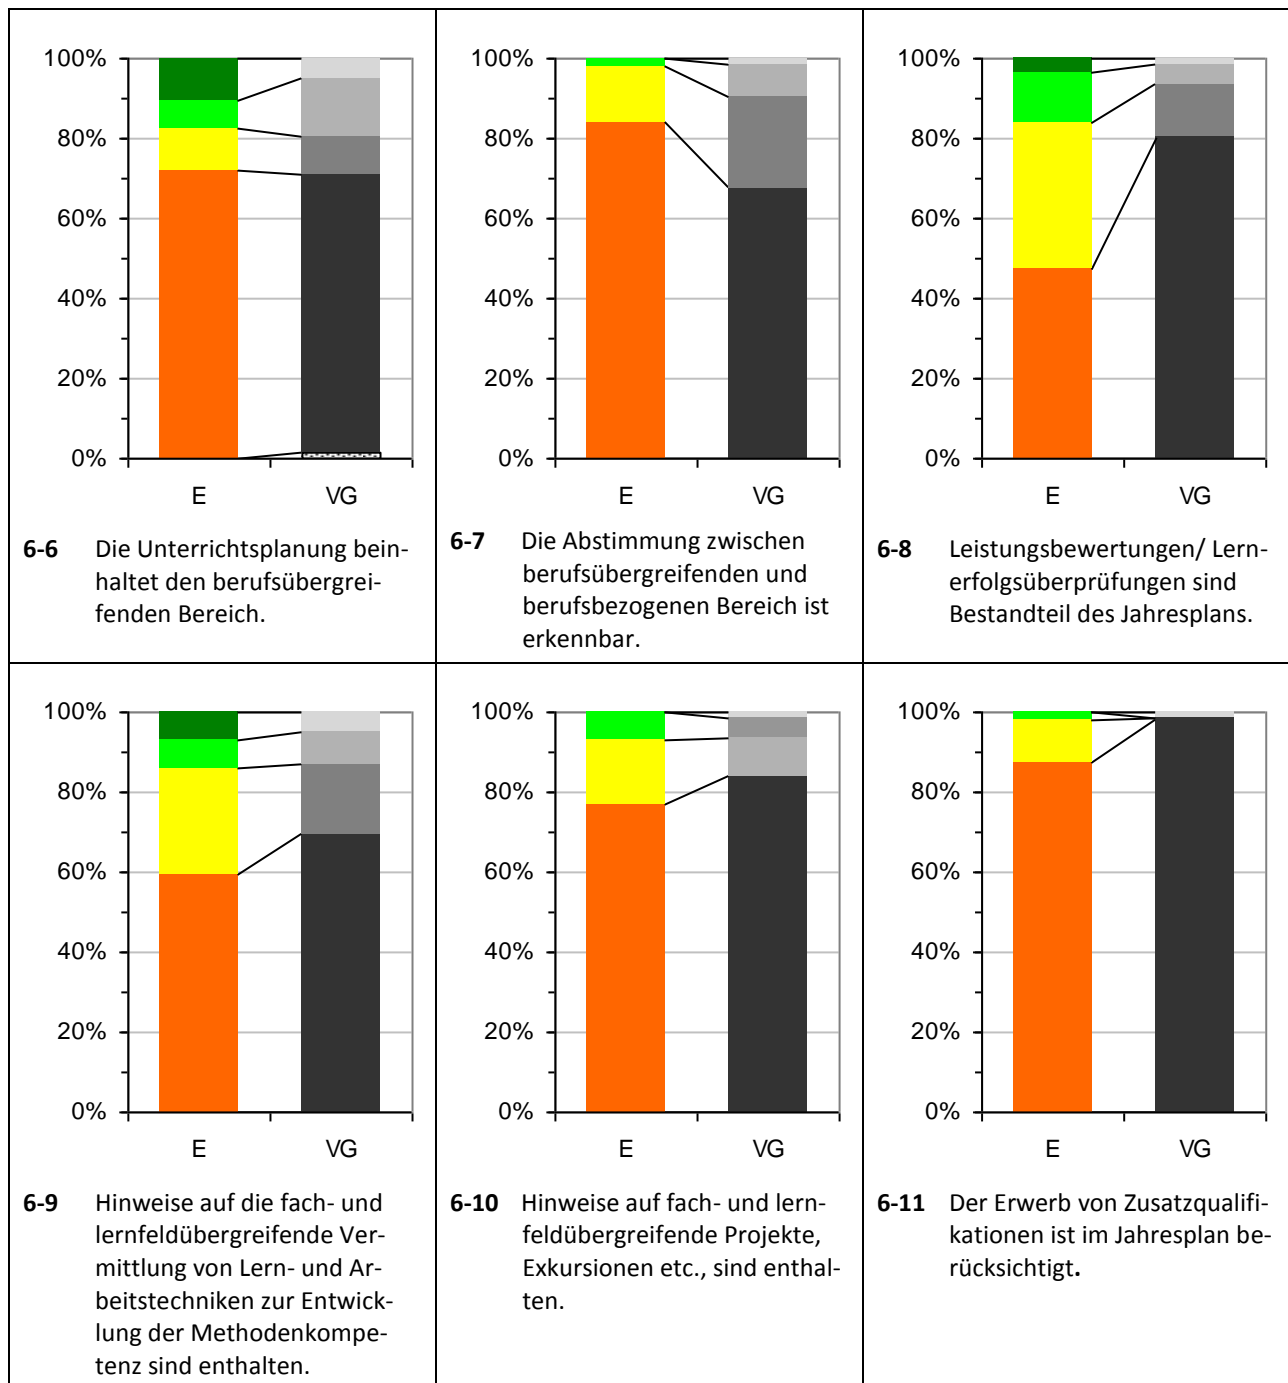 100%
80%
60%
40%
20%
0%
E VG
6-6 Die Unterrichtsplanung bein-
haltet den berufsübergrei-
fenden Bereich.
100%
80%
60%
40%
20%
0%
E VG
6-7 Die Abstimmung zwischen
berufsübergreifenden und
berufsbezogenen Bereich ist
erkennbar.
100%
80%
60%
40%
20%
0%
E VG
6-8 Leistungsbewertungen/ Lern-
erfolgsüberprüfungen sind
Bestandteil des Jahresplans.
100%
80%
60%
40%
20%
0%
E VG
6-9 Hinweise auf die fach- und
lernfeldübergreifende Ver-
mittlung von Lern- und Ar-
beitstechniken zur Entwick-
lung der Methodenkompe-
tenz sind enthalten.
100%
80%
60%
40%
20%
0%
E VG
6-10 Hinweise auf fach- und lern-
feldübergreifende Projekte,
Exkursionen etc., sind enthal-
ten.
100%
80%
60%
40%
20%
0%
E VG
6-11 Der Erwerb von Zusatzqualifi-
kationen ist im Jahresplan be-
rücksichtigt.